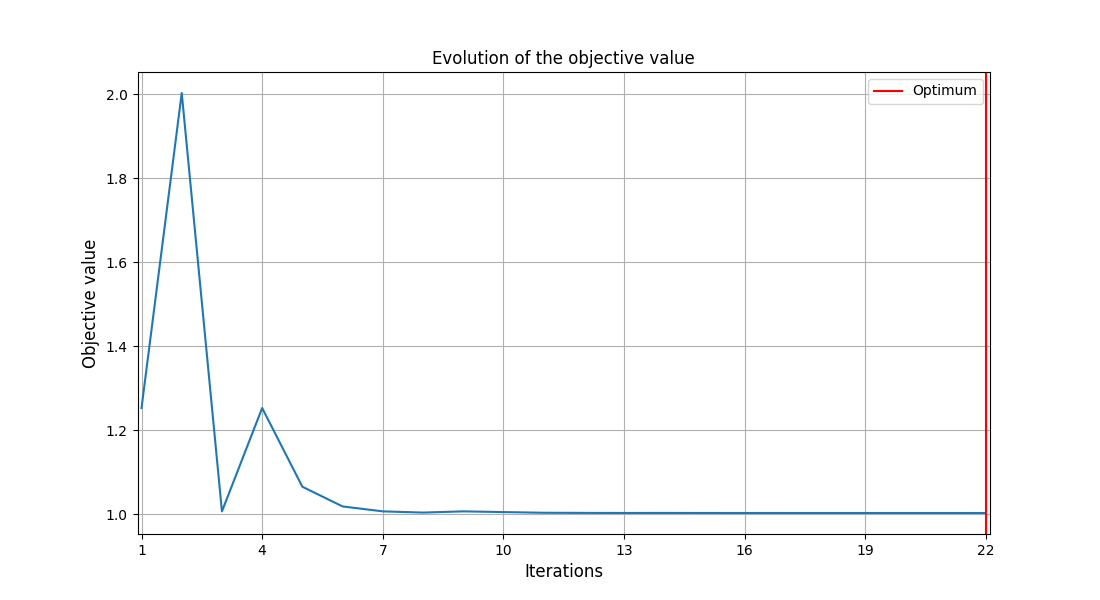 Evolution of the objective value
Optimum
Objective value
2.0
1.8
1.6
1.4
1.2
1.0
1 4 7 10 13 16 19 22
Iterations